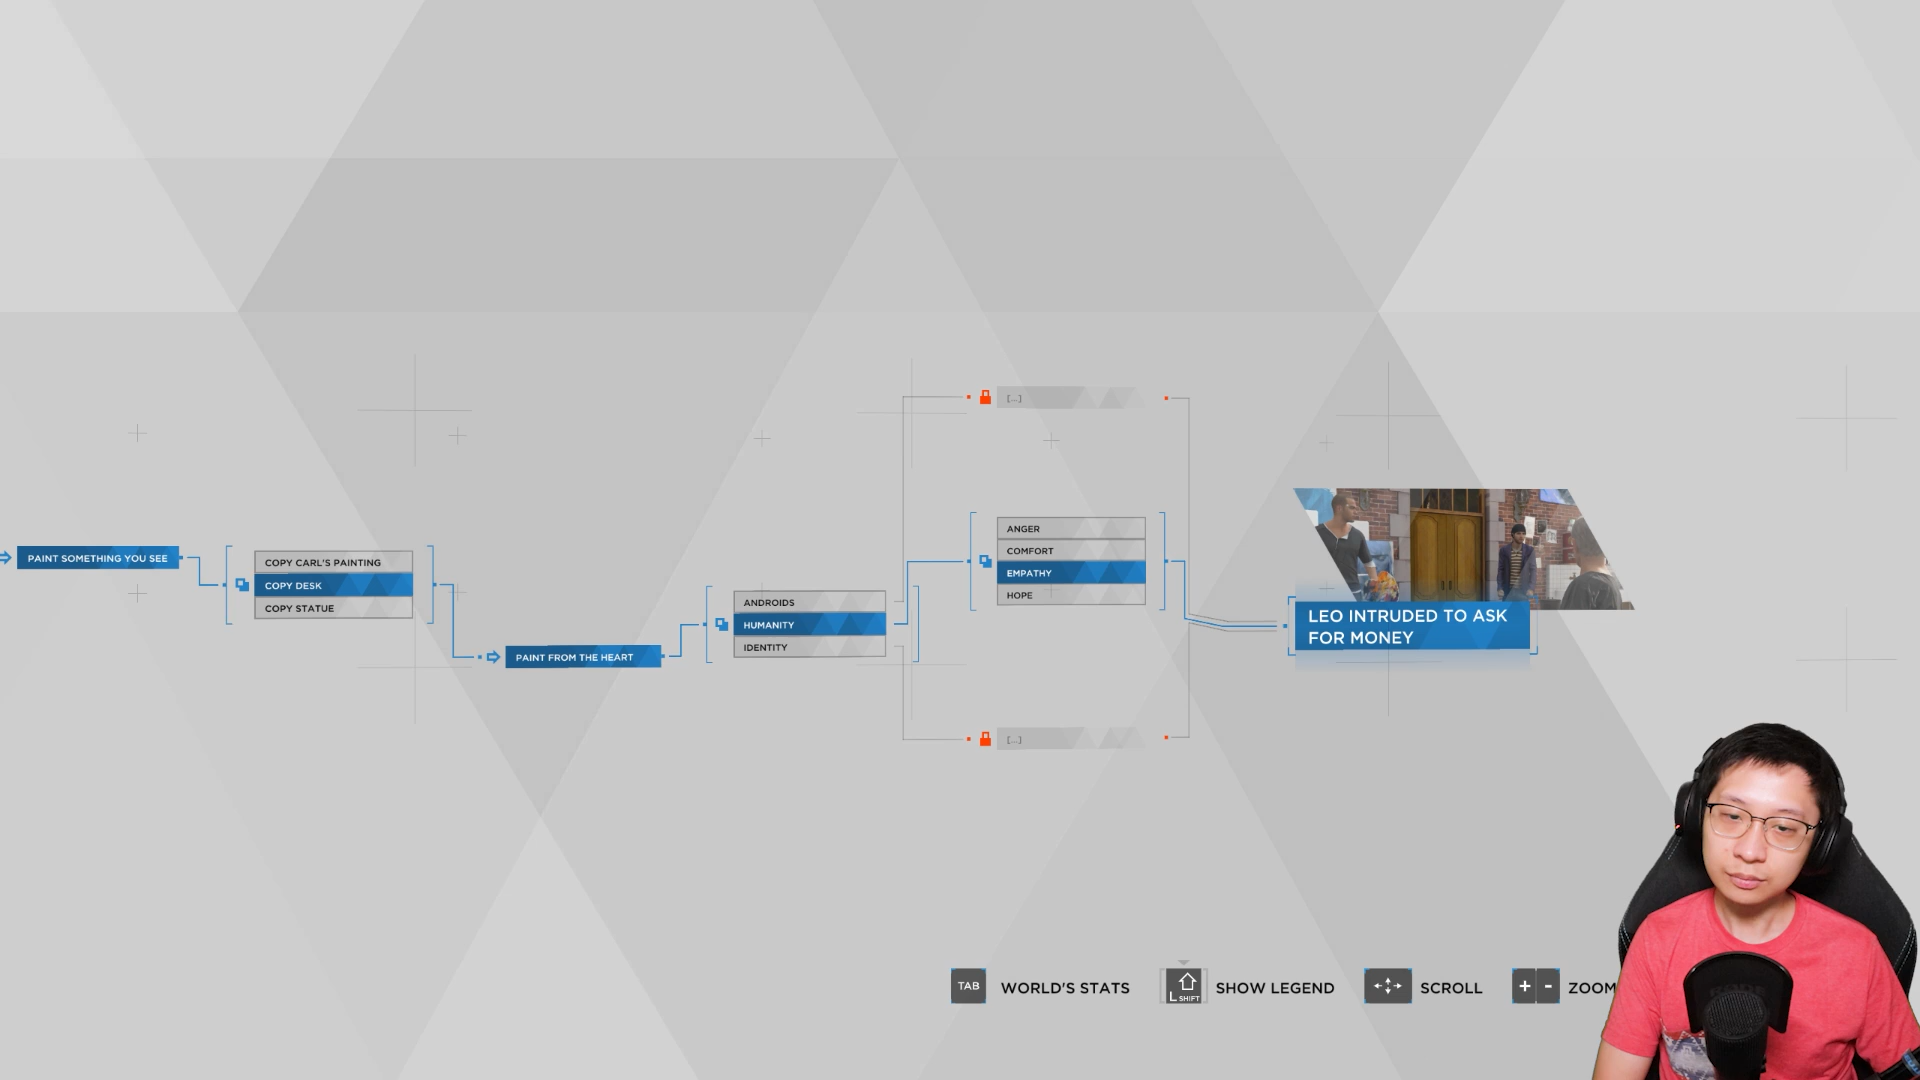 [...]
ANGER
COMFORT
EMPATHY
HOPE
PAINT SOMETHING YOU SEE
COPY CARL'S PAINTING
COPY DESK
COPY STATUE
ANDROIDS
HUMANITY
IDENTITY
PAINT FROM THE HEART
LEO INTRUDED TO ASK
FOR MONEY
[...]
TAB WORLD'S STATS
L SHIFT SHOW LEGEND
SCROLL
+ - ZOOM